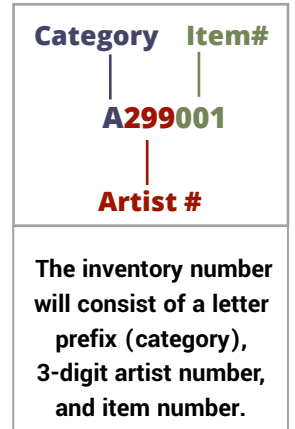 Category Item#
A299001
Artist #
The inventory number
will consist of a letter
prefix (category),
3-digit artist number,
and item number.